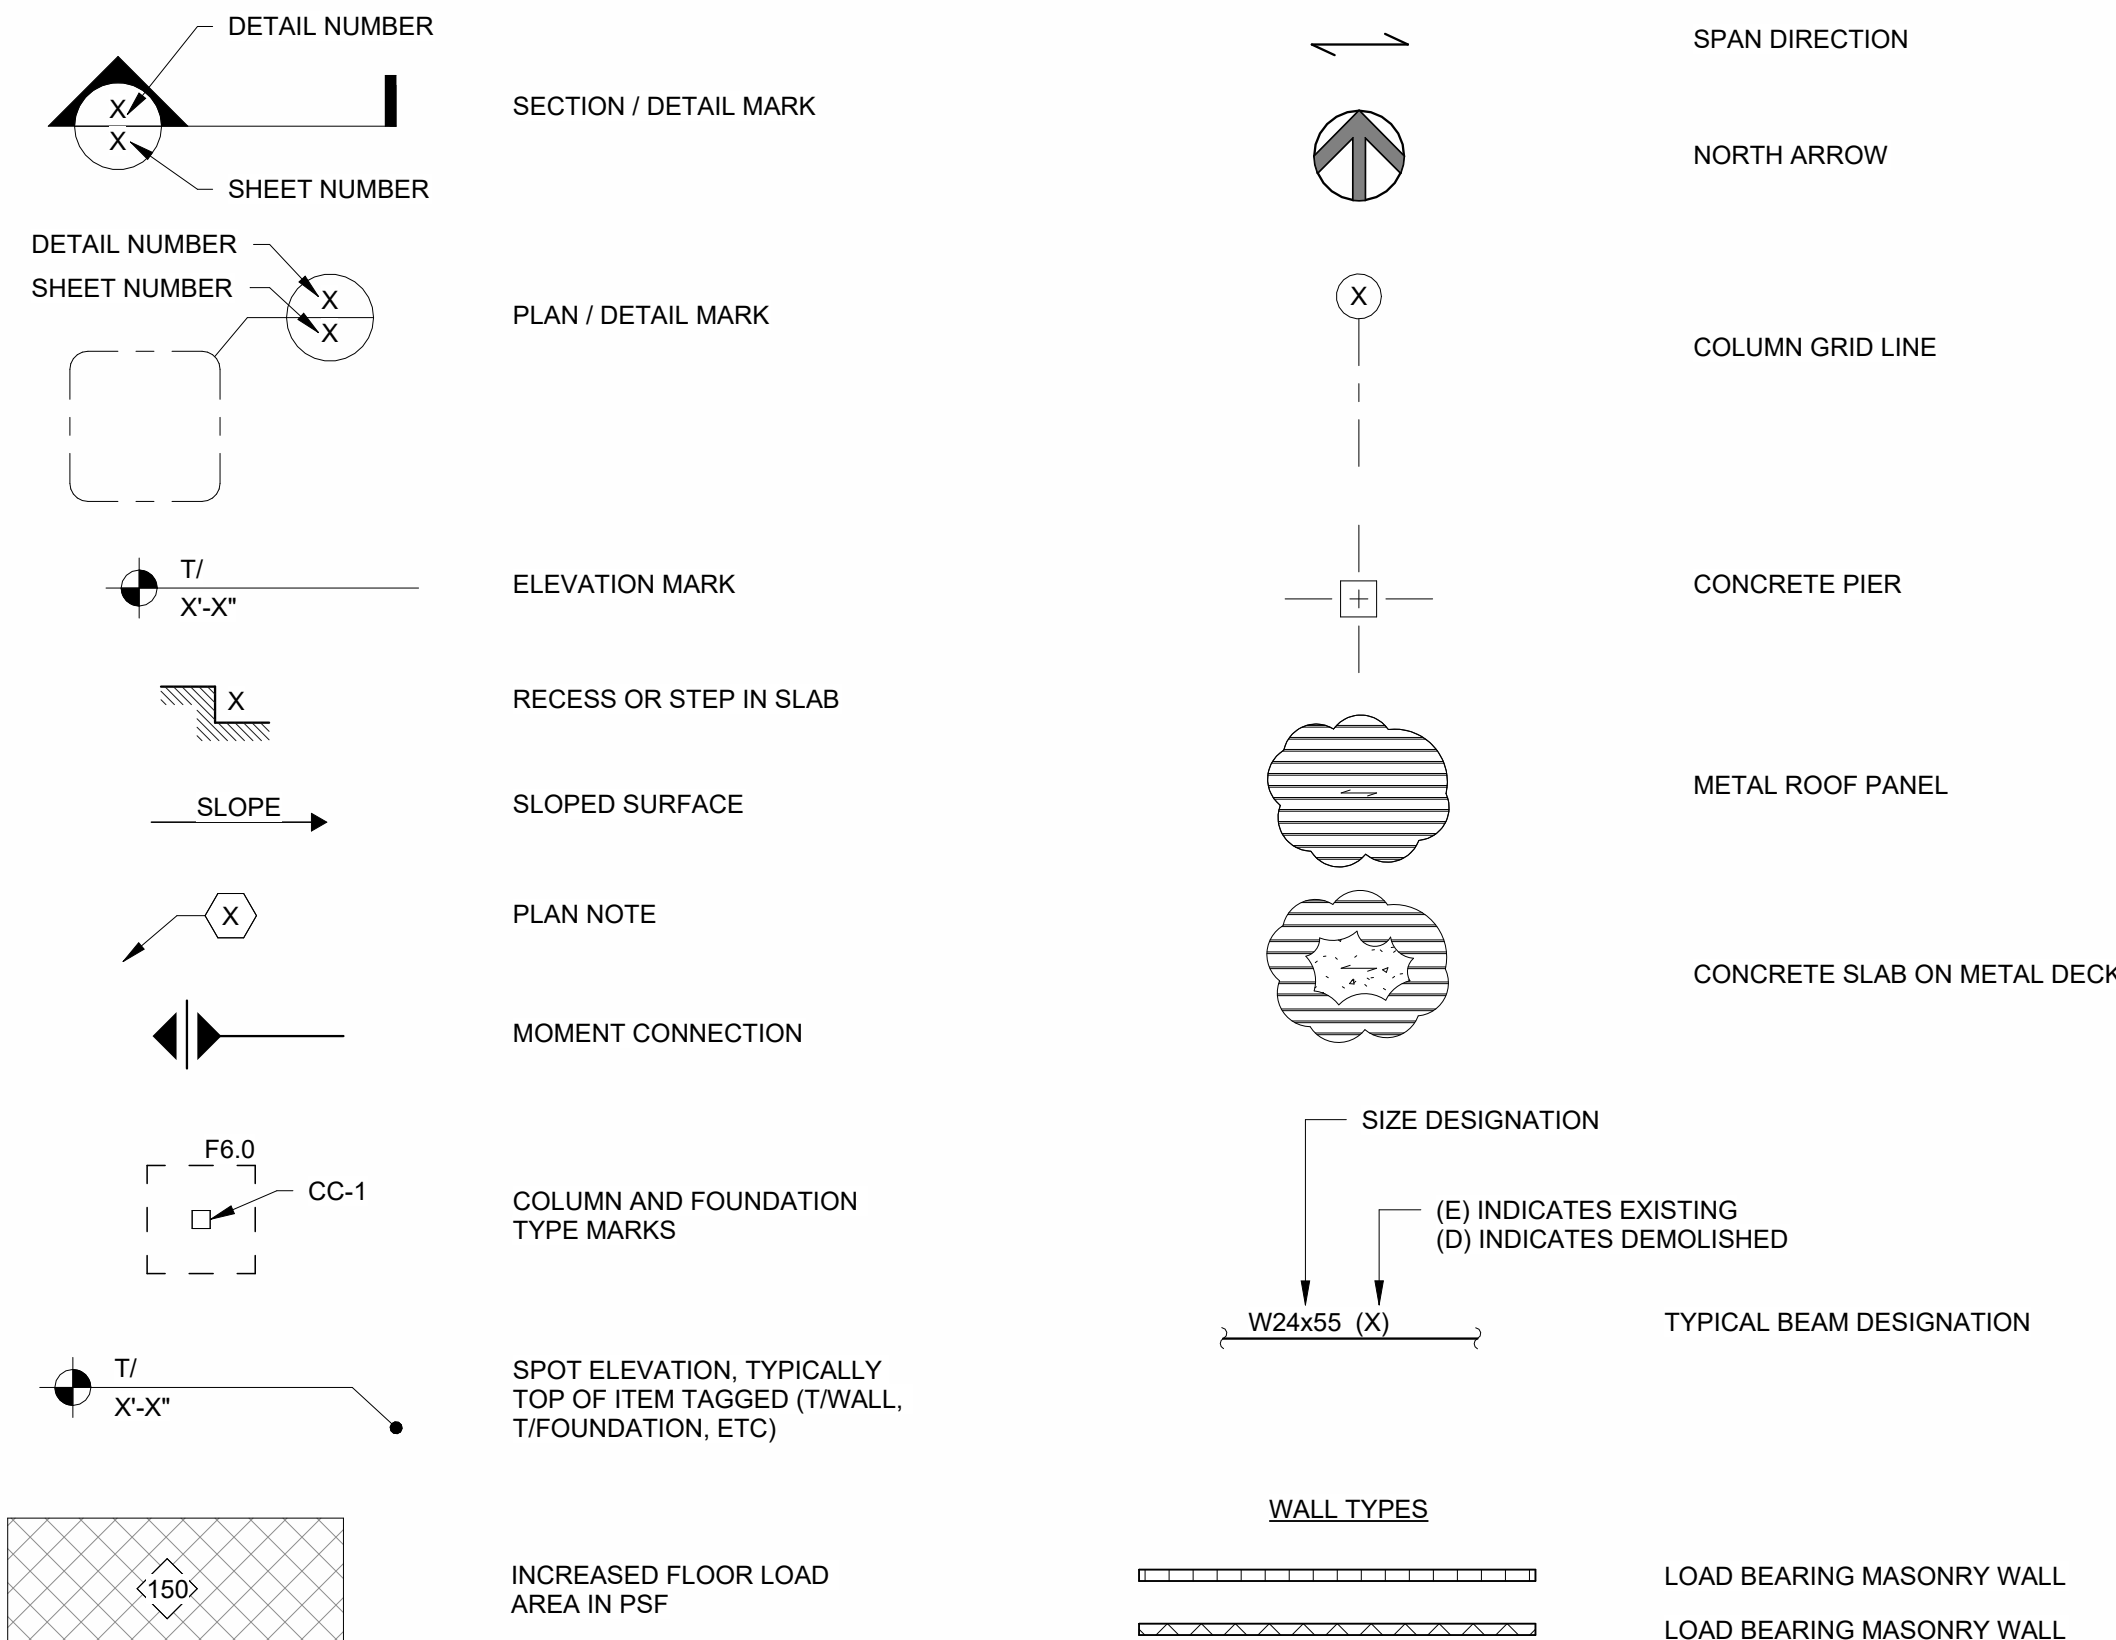 DETAIL NUMBER
X
X
SHEET NUMBER
SECTION / DETAIL MARK
DETAIL NUMBER
SHEET NUMBER
X
X
PLAN / DETAIL MARK
T/
X'-X"
ELEVATION MARK
X
RECESS OR STEP IN SLAB
SLOPE
SLOPED SURFACE
X
PLAN NOTE
MOMENT CONNECTION
F6.0
CC-1
COLUMN AND FOUNDATION
TYPE MARKS
T/
X'-X"
SPOT ELEVATION, TYPICALLY
TOP OF ITEM TAGGED (T/WALL,
T/FOUNDATION, ETC)
150
INCREASED FLOOR LOAD
AREA IN PSF
SPAN DIRECTION
NORTH ARROW
X
COLUMN GRID LINE
CONCRETE PIER
METAL ROOF PANEL
CONCRETE SLAB ON METAL DECK
SIZE DESIGNATION
(E) INDICATES EXISTING
(D) INDICATES DEMOLISHED
W24x55 (X)
TYPICAL BEAM DESIGNATION
WALL TYPES
LOAD BEARING MASONRY WALL
LOAD BEARING MASONRY WALL